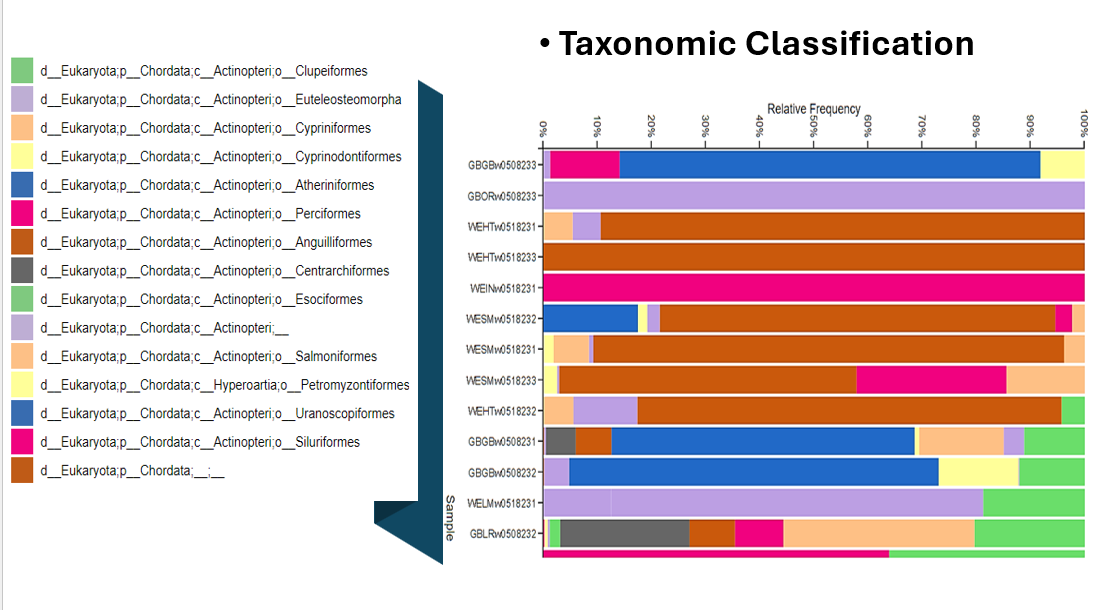 • Taxonomic Classification
d__Eukaryota;p__Chordata;c__Actinopteri;o__Clupeiformes
d__Eukaryota;p__Chordata;c__Actinopteri;o__Euteleosteomorpha
d__Eukaryota;p__Chordata;c__Actinopteri;o__Cypriniformes
d__Eukaryota;p__Chordata;c__Actinopteri;o__Cyprinodontiformes
d__Eukaryota;p__Chordata;c__Actinopteri;o__Atheriniformes
d__Eukaryota;p__Chordata;c__Actinopteri;o__Perciformes
d__Eukaryota;p__Chordata;c__Actinopteri;o__Anguilliformes
d__Eukaryota;p__Chordata;c__Actinopteri;o__Centrarchiformes
d__Eukaryota;p__Chordata;c__Actinopteri;o__Esociformes
d__Eukaryota;p__Chordata;c__Actinopteri;__
d__Eukaryota;p__Chordata;c__Actinopteri;o__Salmoniformes
d__Eukaryota;p__Chordata;c__Hyperoartia;o__Petromyzontiformes
d__Eukaryota;p__Chordata;c__Actinopteri;o__Uranoscopiformes
d__Eukaryota;p__Chordata;c__Actinopteri;o__Siluriformes
d__Eukaryota;p__Chordata;__;__
Relative Frequency
0% 10% 20% 30% 40% 50% 60% 70% 80% 90% 100%
GBGBw0508233
GBORw0508233
WEHTw0518231
WEHTw0518233
WEINw0518231
WESMw0518232
WESMw0518231
WESMw0518233
WEHTw0518232
GBGBw0508231
GBGBw0508232
WELMw0518231
GBLRw0508232
Sample